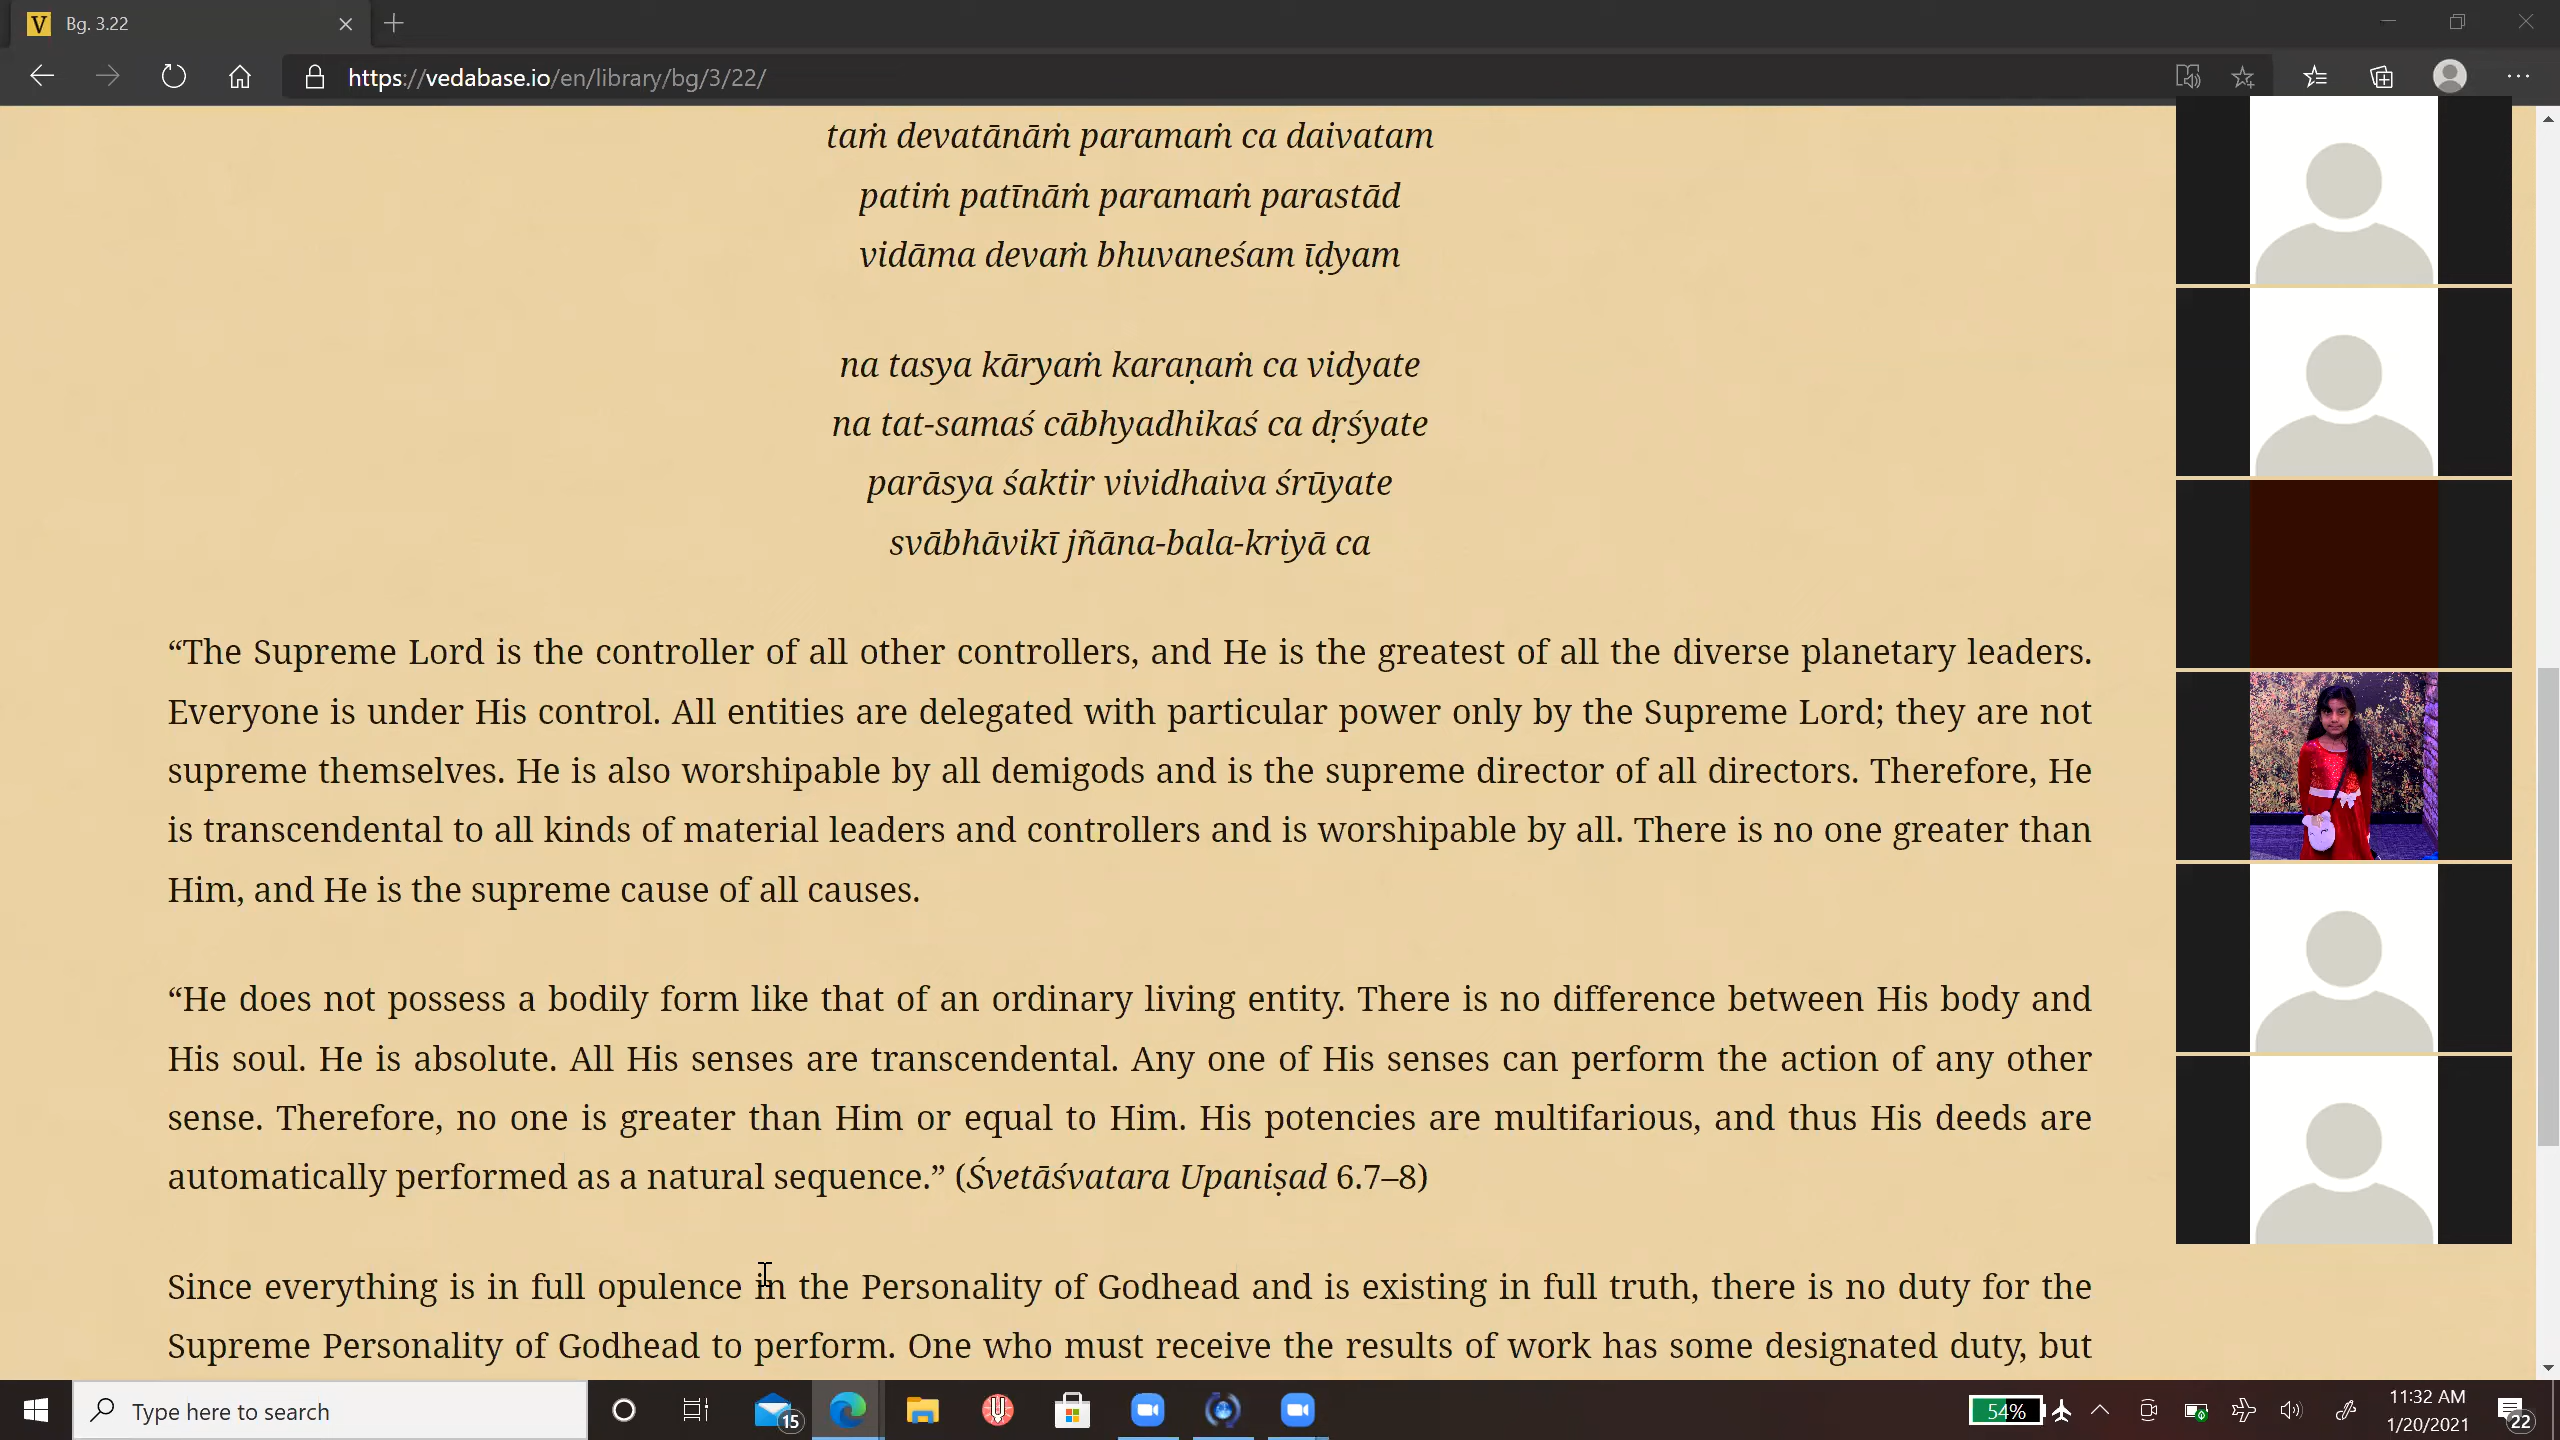 Bg. 3.22
https://vedabase.io/en/library/bg/3/22/
taṁ devatānāṁ paramaṁ ca daivatam
patiṁ patīnāṁ paramaṁ parastād
vidāma devaṁ bhuvaneśam īḍyam
na tasya kāryaṁ karaṇaṁ ca vidyate
na tat-samaś cābhyadhikaś ca dṛśyate
parāsya śaktir vividhaiva śrūyate
svābhāvikī jñāna-bala-kriyā ca
“The Supreme Lord is the controller of all other controllers, and He is the greatest of all the diverse planetary leaders.
Everyone is under His control. All entities are delegated with particular power only by the Supreme Lord; they are not
supreme themselves. He is also worshipable by all demigods and is the supreme director of all directors. Therefore, He
is transcendental to all kinds of material leaders and controllers and is worshipable by all. There is no one greater than
Him, and He is the supreme cause of all causes.
“He does not possess a bodily form like that of an ordinary living entity. There is no difference between His body and
His soul. He is absolute. All His senses are transcendental. Any one of His senses can perform the action of any other
sense. Therefore, no one is greater than Him or equal to Him. His potencies are multifarious, and thus His deeds are
automatically performed as a natural sequence.” (Śvetāśvatara Upaniṣad 6.7–8)
Since everything is in full opulence in the Personality of Godhead and is existing in full truth, there is no duty for the
Supreme Personality of Godhead to perform. One who must receive the results of work has some designated duty, but
Type here to search
15
54%
11:32 AM
1/20/2021
22